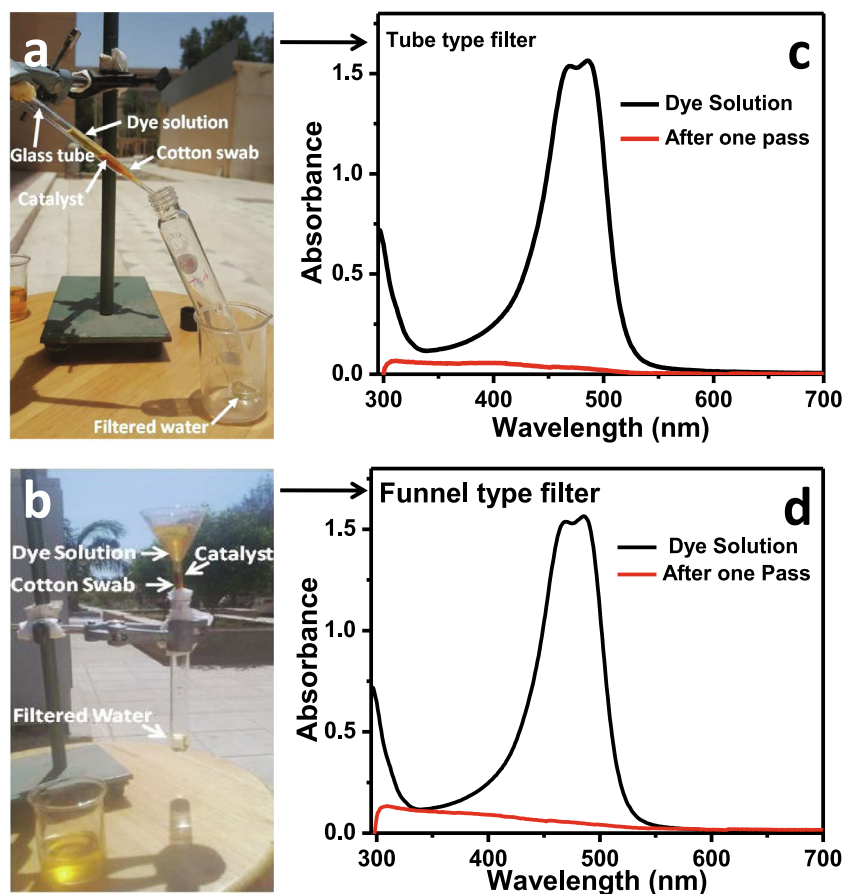 a
Dye solution
Glass tube
Cotton swab
Catalyst
Filtered water
Tube type filter
c
Dye Solution
After one pass
Absorbance
1.5
1.0
0.5
0.0
300 400 500 600 700
Wavelength (nm)
b
Dye Solution
Catalyst
Cotton Swab
Filtered Water
Funnel type filter
d
Dye Solution
After one Pass
Absorbance
1.5
1.0
0.5
0.0
300 400 500 600 700
Wavelength (nm)